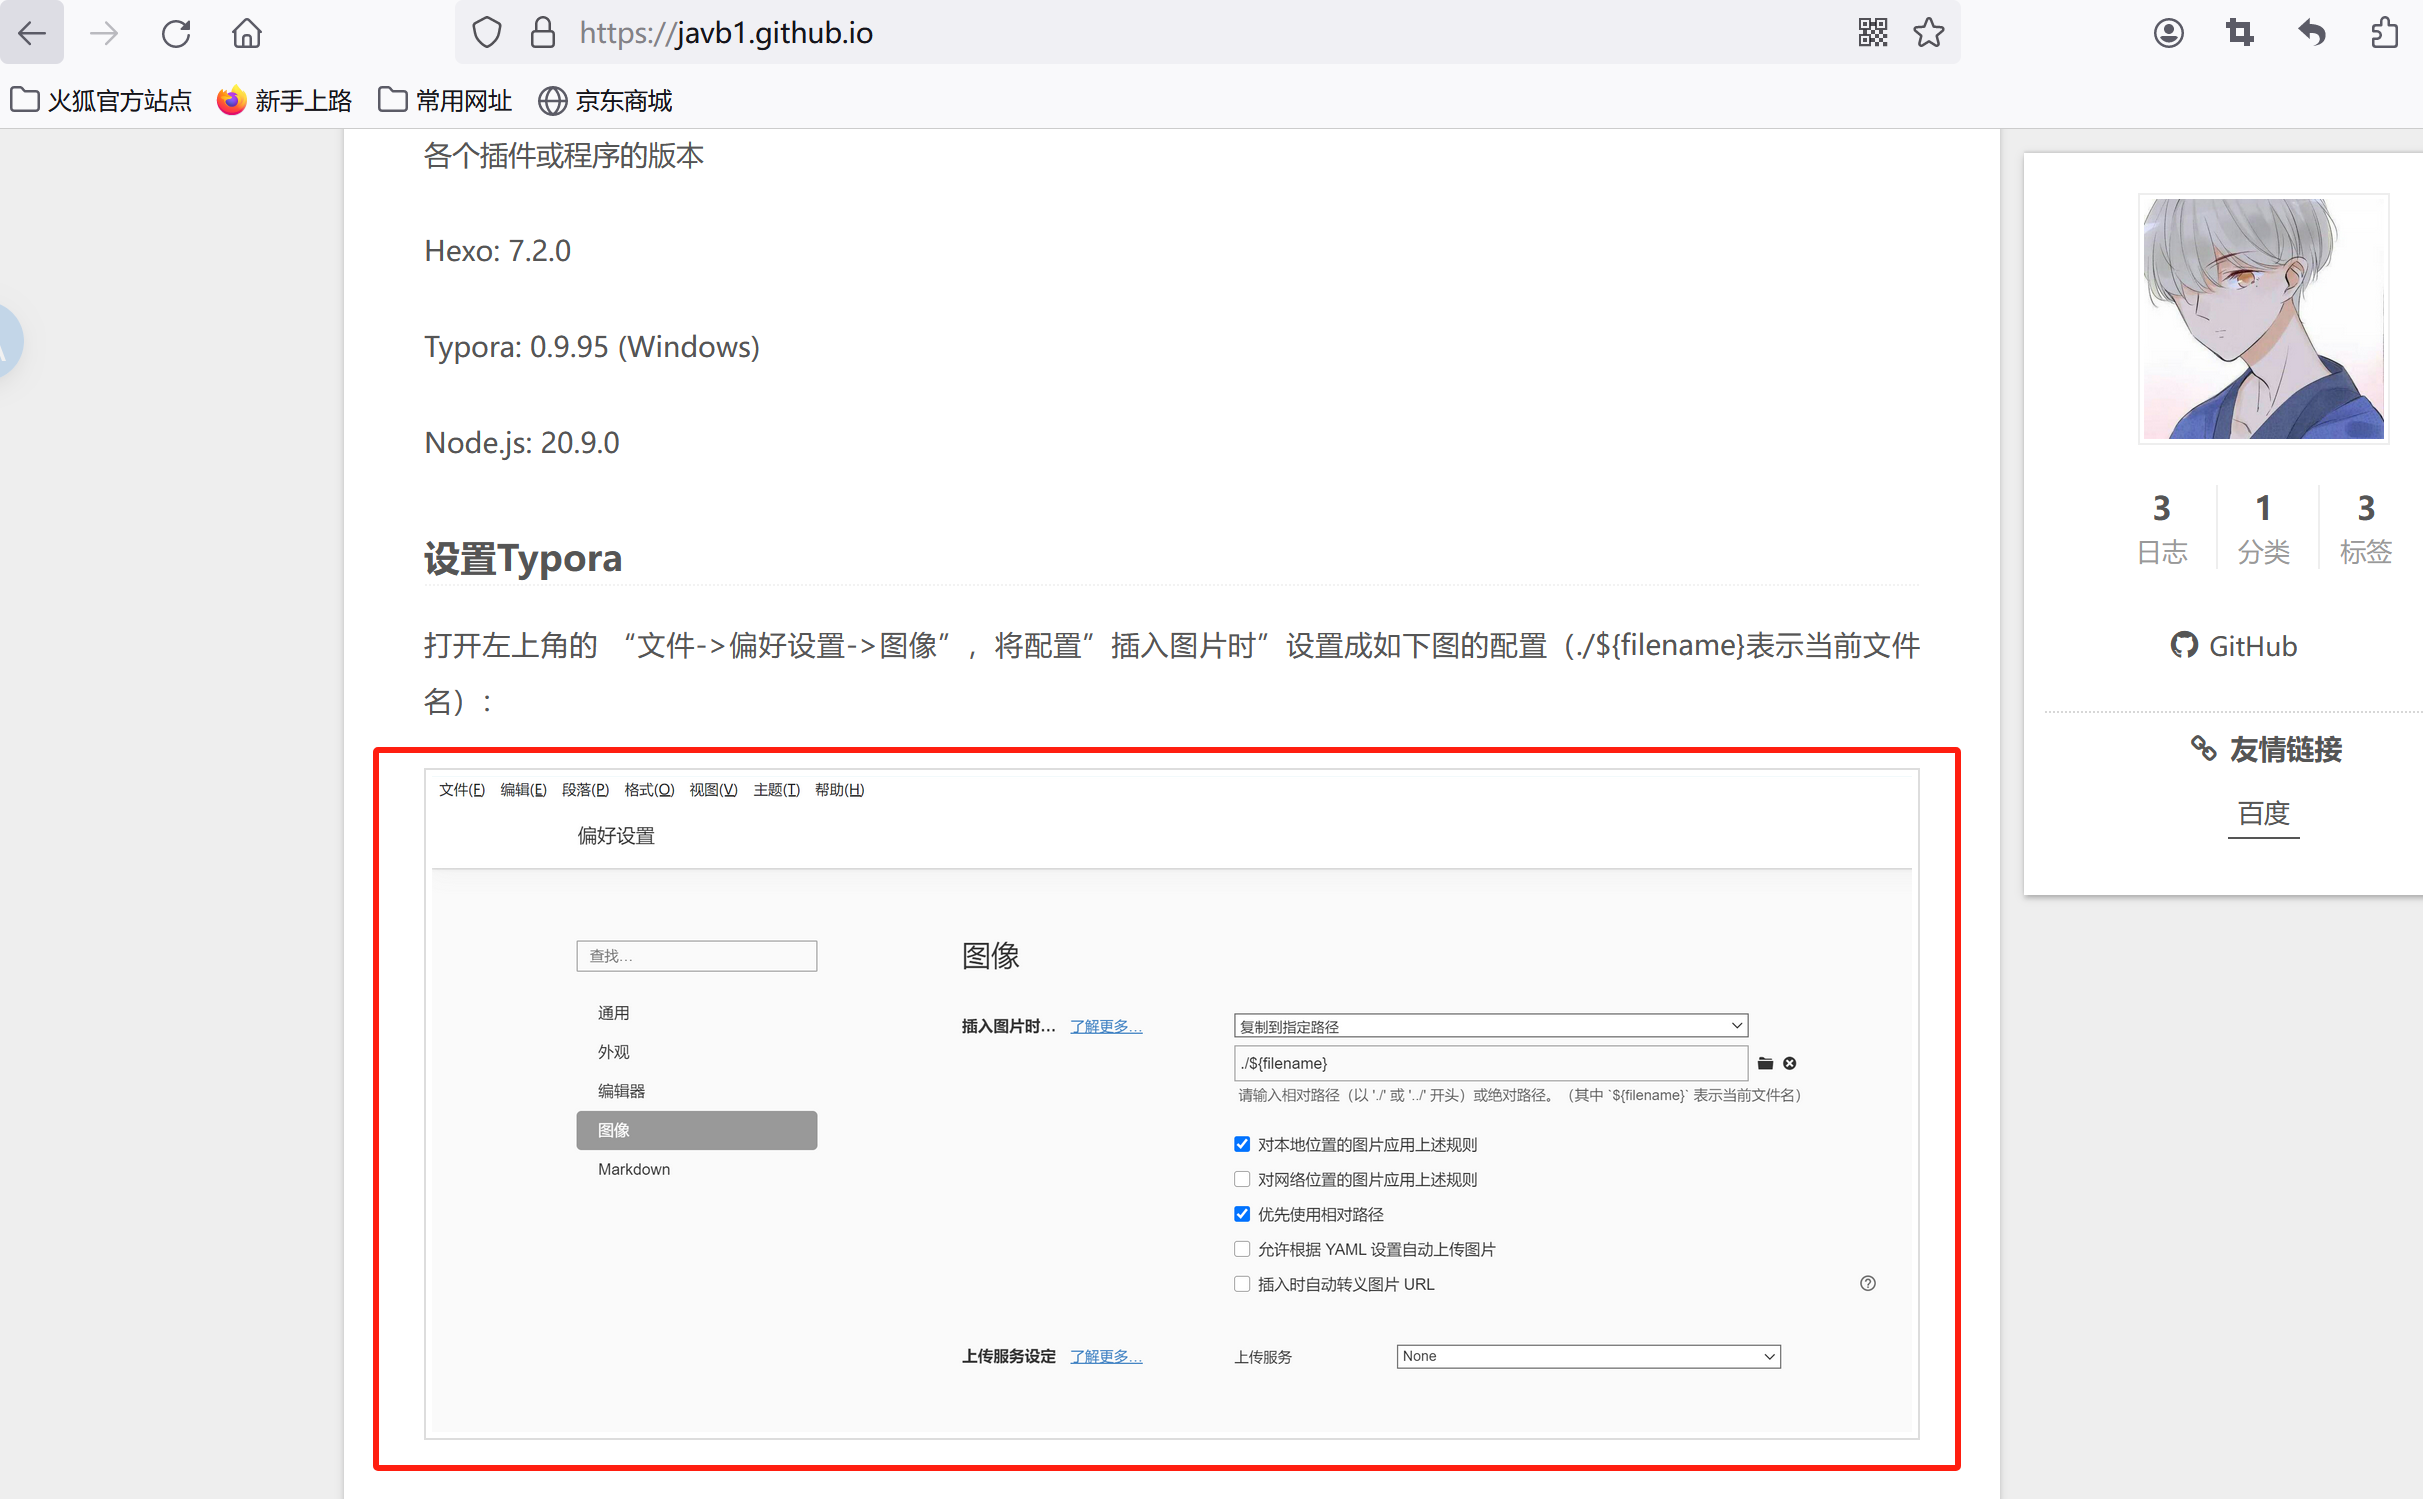 https://javb1.github.io
火狐官方站点 新手上路 常用网址 京东商城
各个插件或程序的版本
Hexo: 7.2.0
Typora: 0.9.95 (Windows)
Node.js: 20.9.0
设置Typora
打开左上角的 “文件->偏好设置->图像”，将配置”插入图片时”设置成如下图的配置（./${filename}表示当前文件
名）：
文件(F) 编辑(E) 段落(P) 格式(O) 视图(V) 主题(T) 帮助(H)
偏好设置
查找...
通用
外观
编辑器
图像
Markdown
图像
插入图片时... 了解更多... 复制到指定路径
./${filename}
请输入相对路径（以 './' 或 '../' 开头）或绝对路径。（其中 `${filename}` 表示当前文件名）
对本地位置的图片应用上述规则
对网络位置的图片应用上述规则
优先使用相对路径
允许根据 YAML 设置自动上传图片
插入时自动转义图片 URL
上传服务设定 了解更多... 上传服务 None
3 1 3
日志 分类 标签
GitHub
友情链接
百度